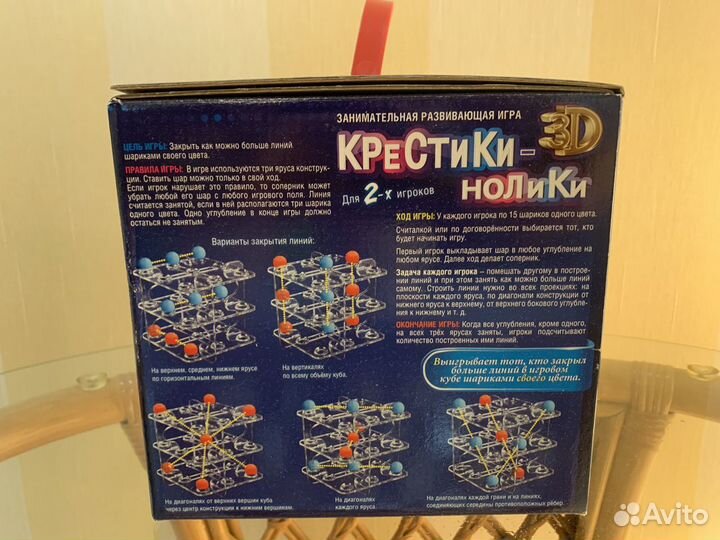 ЗАНИМАТЕЛЬНАЯ РАЗВИВАЮЩАЯ ИГРА
КРЕСТИКИ -
НОЛИКИ
3D
Для 2-х игроков
ЦЕЛЬ ИГРЫ: Закрыть как можно больше линий
шариками своего цвета.
ПРАВИЛА ИГРЫ: В игре используются три яруса конструк-
ции. Ставить шар можно только в свой ход.
Если игрок нарушает это правило, то соперник может
убрать любой его шар с любого игрового поля. Линия
считается занятой, если в ней располагаются три шарика
одного цвета. Одно углубление в конце игры должно
остаться не занятым.
Варианты закрытия линий:
На верхнем, среднем, нижнем ярусе
по горизонтальным линиям.
На вертикалях
по всему объёму куба.
На диагоналях от верхних вершин куба
через центр конструкции к нижним вершинам.
На диагоналях
каждого яруса.
На диагоналях каждой грани и на линиях,
соединяющих середины противоположных рёбер.
ХОД ИГРЫ: У каждого игрока по 15 шариков одного цвета.
Считалкой или по договорённости выбирается тот, кто
будет начинать игру.
Первый игрок выкладывает шар в любое углубление на
любом ярусе. Далее ход делает соперник.
Задача каждого игрока – помешать другому в построе-
нии линий и при этом занять как можно больше линий
самому. Строить линии нужно во всех проекциях: на
плоскости каждого яруса, по диагонали конструкции от
нижнего яруса к верхнему, от верхнего бокового углубле-
ния к нижнему и т. д.
ОКОНЧАНИЕ ИГРЫ: Когда все углубления, кроме одного,
на всех трёх ярусах заняты, игроки подсчитывают
количество построенных ими линий.
Выигрывает тот, кто закрыл
больше линий в игровом
кубе шариками своего цвета.
Avito